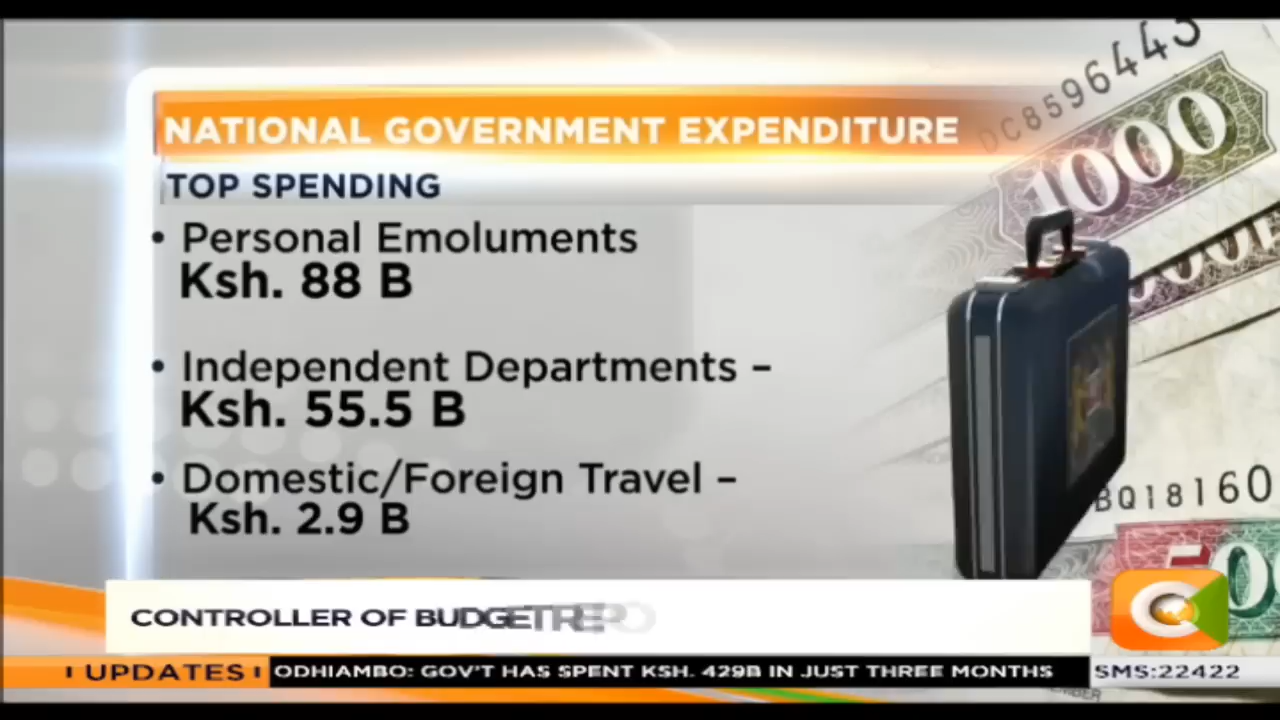 NATIONAL GOVERNMENT EXPENDITURE
TOP SPENDING
• Personal Emoluments
Ksh. 88 B
• Independent Departments –
Ksh. 55.5 B
• Domestic/Foreign Travel –
Ksh. 2.9 B
DC8596443
1000
BQ18160
CONTROLLER OF BUDGET REPO
UPDATES
ODHIAMBO: GOV'T HAS SPENT KSH. 429B IN JUST THREE MONTHS
SMS:22422